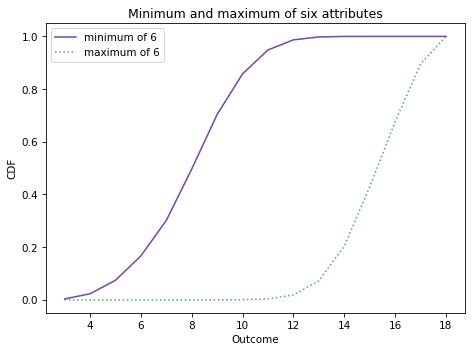 Minimum and maximum of six attributes
minimum of 6
maximum of 6
1.0
0.8
0.6
0.4
0.2
0.0
CDF
4 6 8 10 12 14 16 18
Outcome